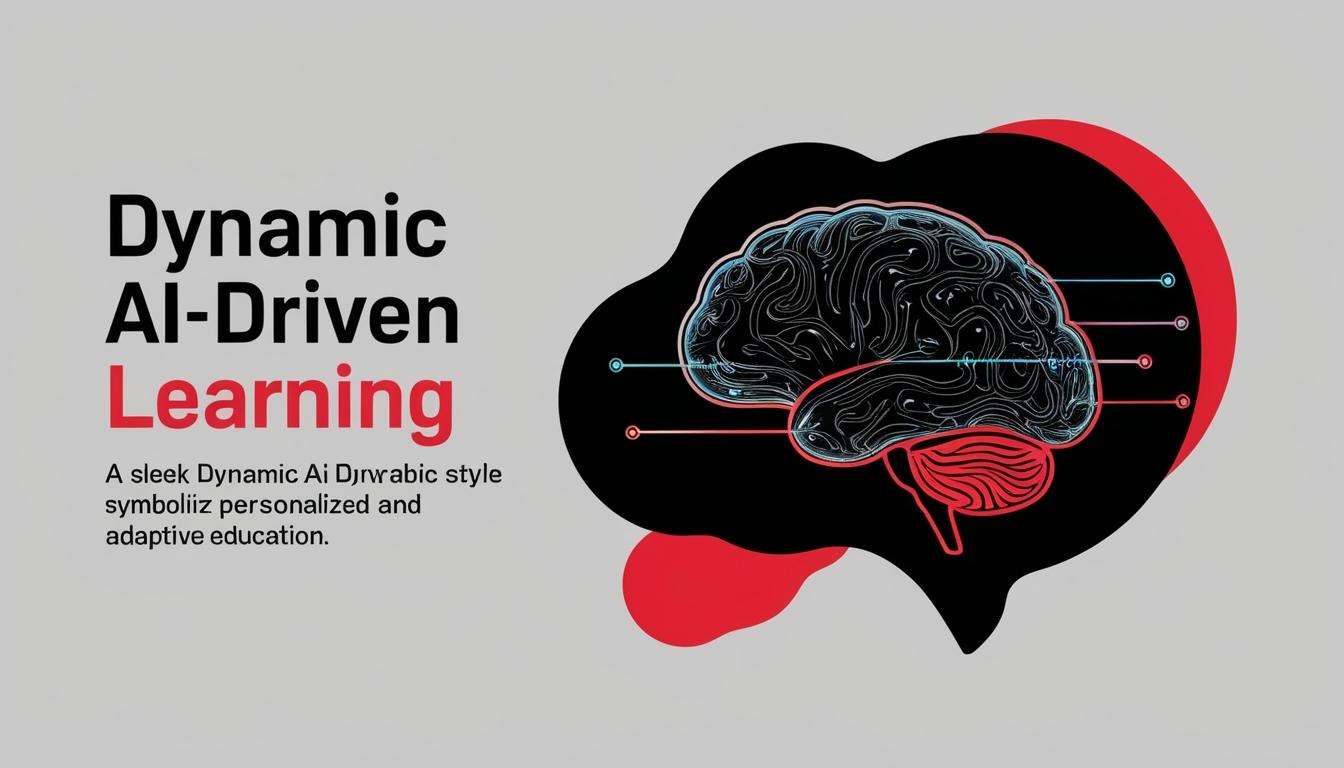 Dynamic
AI-Driven
Learning
A sleek Dynamic Ai style
symboliiz personalized and
adaptive education.